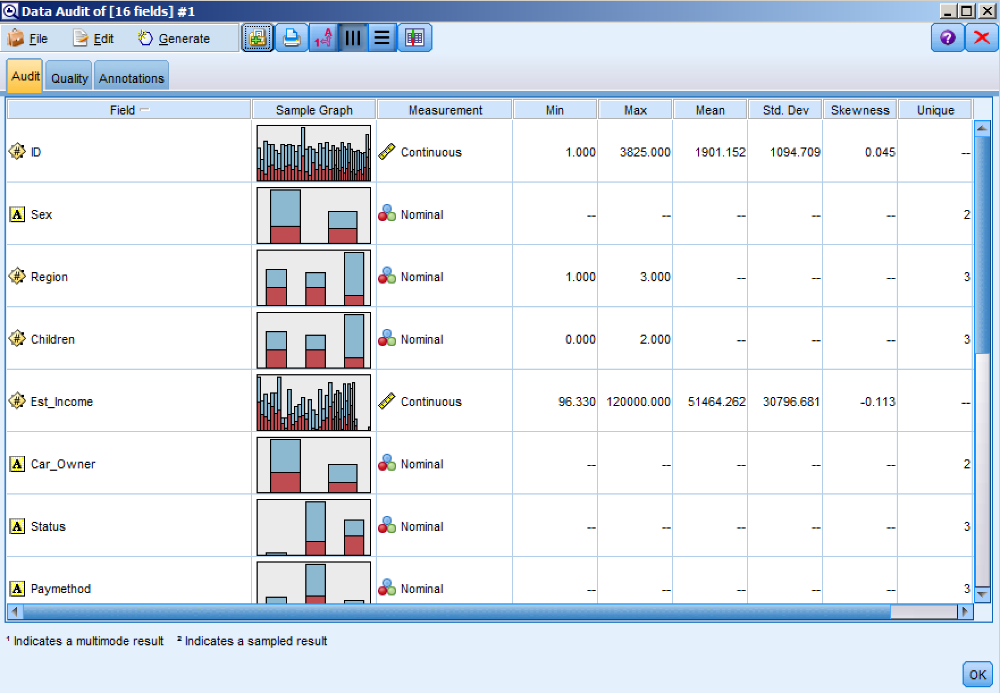 Data Audit of [16 fields] #1
File Edit Generate
Audit Quality Annotations
Field Sample Graph Measurement Min Max Mean Std. Dev Skewness Unique
ID Continuous 1.000 3825.000 1901.152 1094.709 0.045 --
A Sex Nominal -- -- -- -- -- 2
Region Nominal 1.000 3.000 -- -- -- 3
Children Nominal 0.000 2.000 -- -- -- 3
Est_Income Continuous 96.330 120000.000 51464.262 30796.681 -0.113 --
A Car_Owner Nominal -- -- -- -- -- 2
A Status Nominal -- -- -- -- -- 3
A Paymethod Nominal -- -- -- -- -- 3
¹ Indicates a multimode result ² Indicates a sampled result
OK